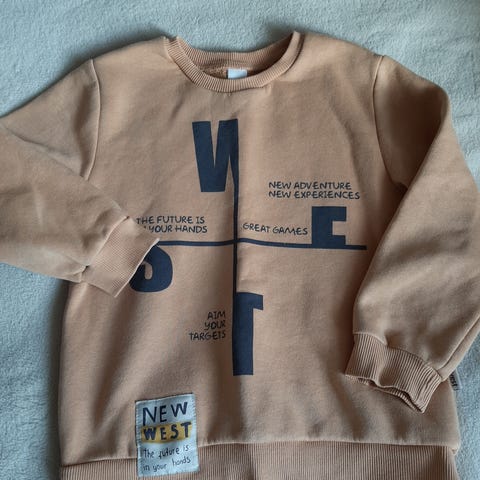 W
NEW ADVENTURE
NEW EXPERIENCES
THE FUTURE IS
YOUR HANDS
GREAT GAMES
E
S
T
AIM
YOUR
TARGETS
NEW
WEST
The future is
in your hands